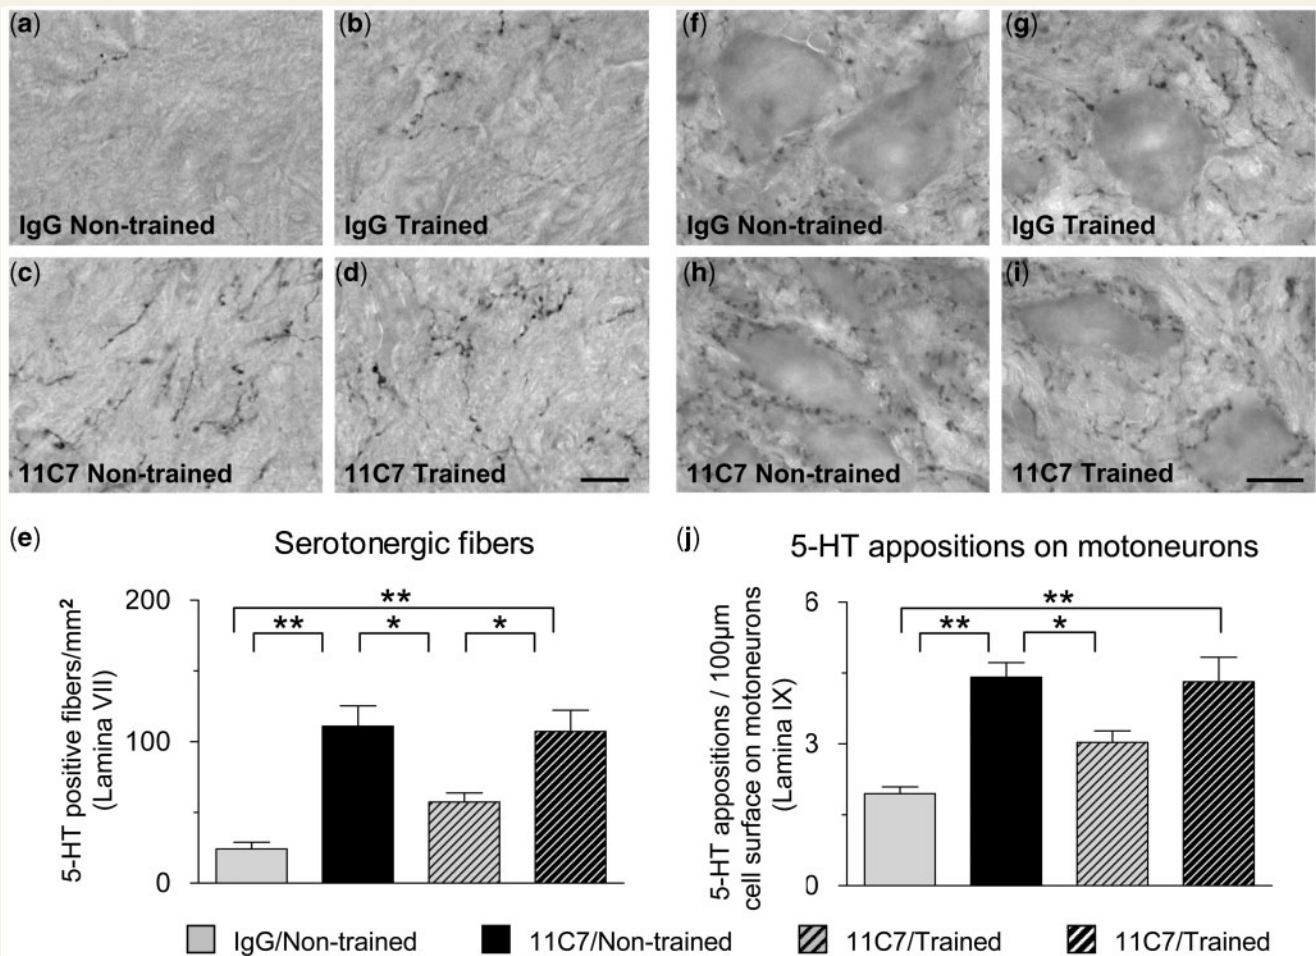 (a)
IgG Non-trained
(b)
IgG Trained
(c)
11C7 Non-trained
(d)
11C7 Trained
(f)
IgG Non-trained
(g)
IgG Trained
(h)
11C7 Non-trained
(i)
11C7 Trained
(e)
Serotonergic fibers
5-HT positive fibers/mm²
(Lamina VII)
200
100
0
**
**
*
*
(j)
5-HT appositions on motoneurons
5-HT appositions / 100µm
cell surface on motoneurons
(Lamina IX)
6
3
0
**
**
*
IgG/Non-trained
11C7/Non-trained
11C7/Trained
11C7/Trained